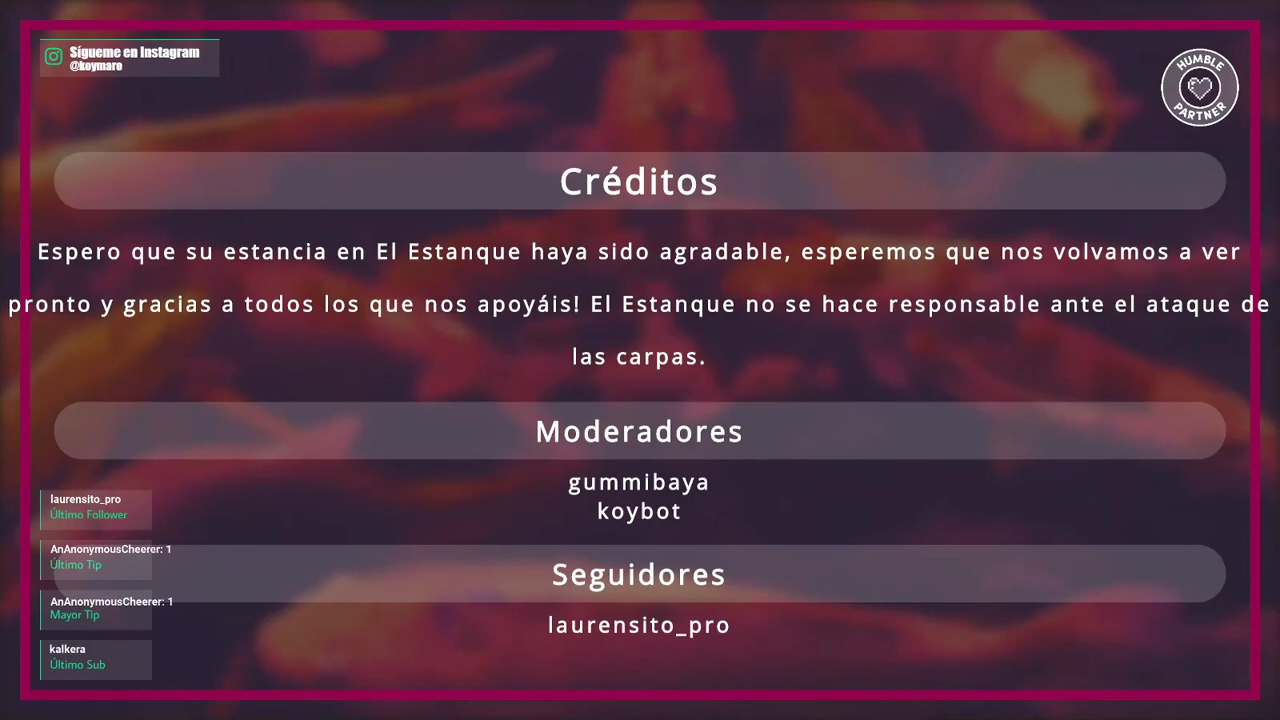 Sígueme en Instagram
@koymaro
HUMBLE
PARTNER
Créditos
Espero que su estancia en El Estanque haya sido agradable, esperemos que nos volvamos a ver
pronto y gracias a todos los que nos apoyáis! El Estanque no se hace responsable ante el ataque de
las carpas.
Moderadores
gummibaya
koybot
Seguidores
laurensito_pro
laurensito_pro
Último Follower
AnAnonymousCheerer: 1
Último Tip
AnAnonymousCheerer: 1
Mayor Tip
kalkera
Último Sub